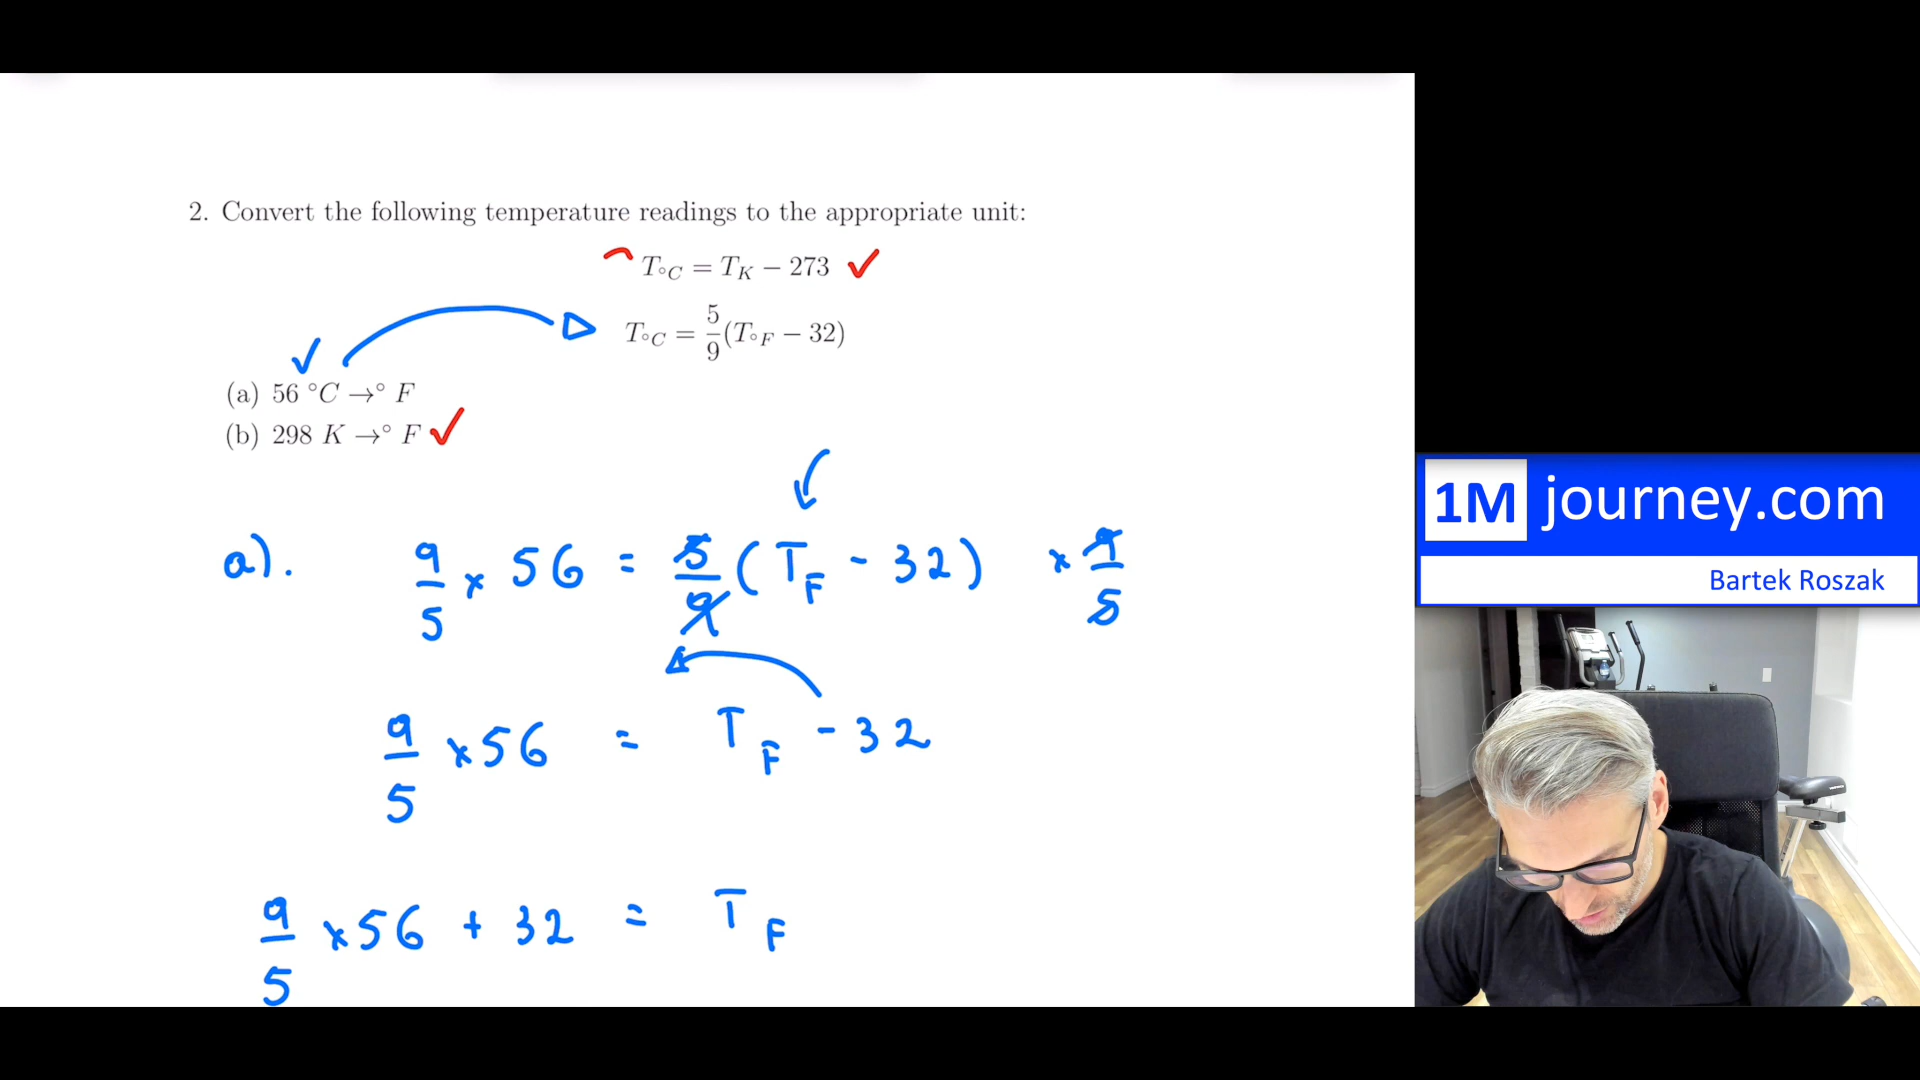 2. Convert the following temperature readings to the appropriate unit:
T°C = TK − 273 ✓
T°C = 5/9 (T°F − 32)
(a) 56 °C →° F
(b) 298 K →° F ✓
a). 9/5 × 56 = 5/9 (TF - 32) × 9/5
9/5 × 56 = TF - 32
9/5 × 56 + 32 = TF
1M journey.com
Bartek Roszak